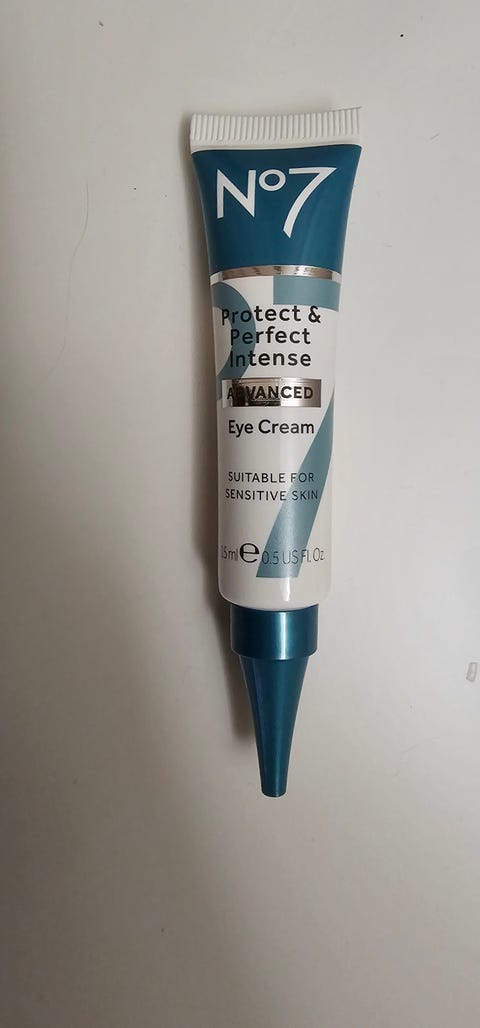 No7
Protect &
Perfect
Intense
ADVANCED
Eye Cream
SUITABLE FOR
SENSITIVE SKIN
15ml e 0.5 US Fl. Oz.